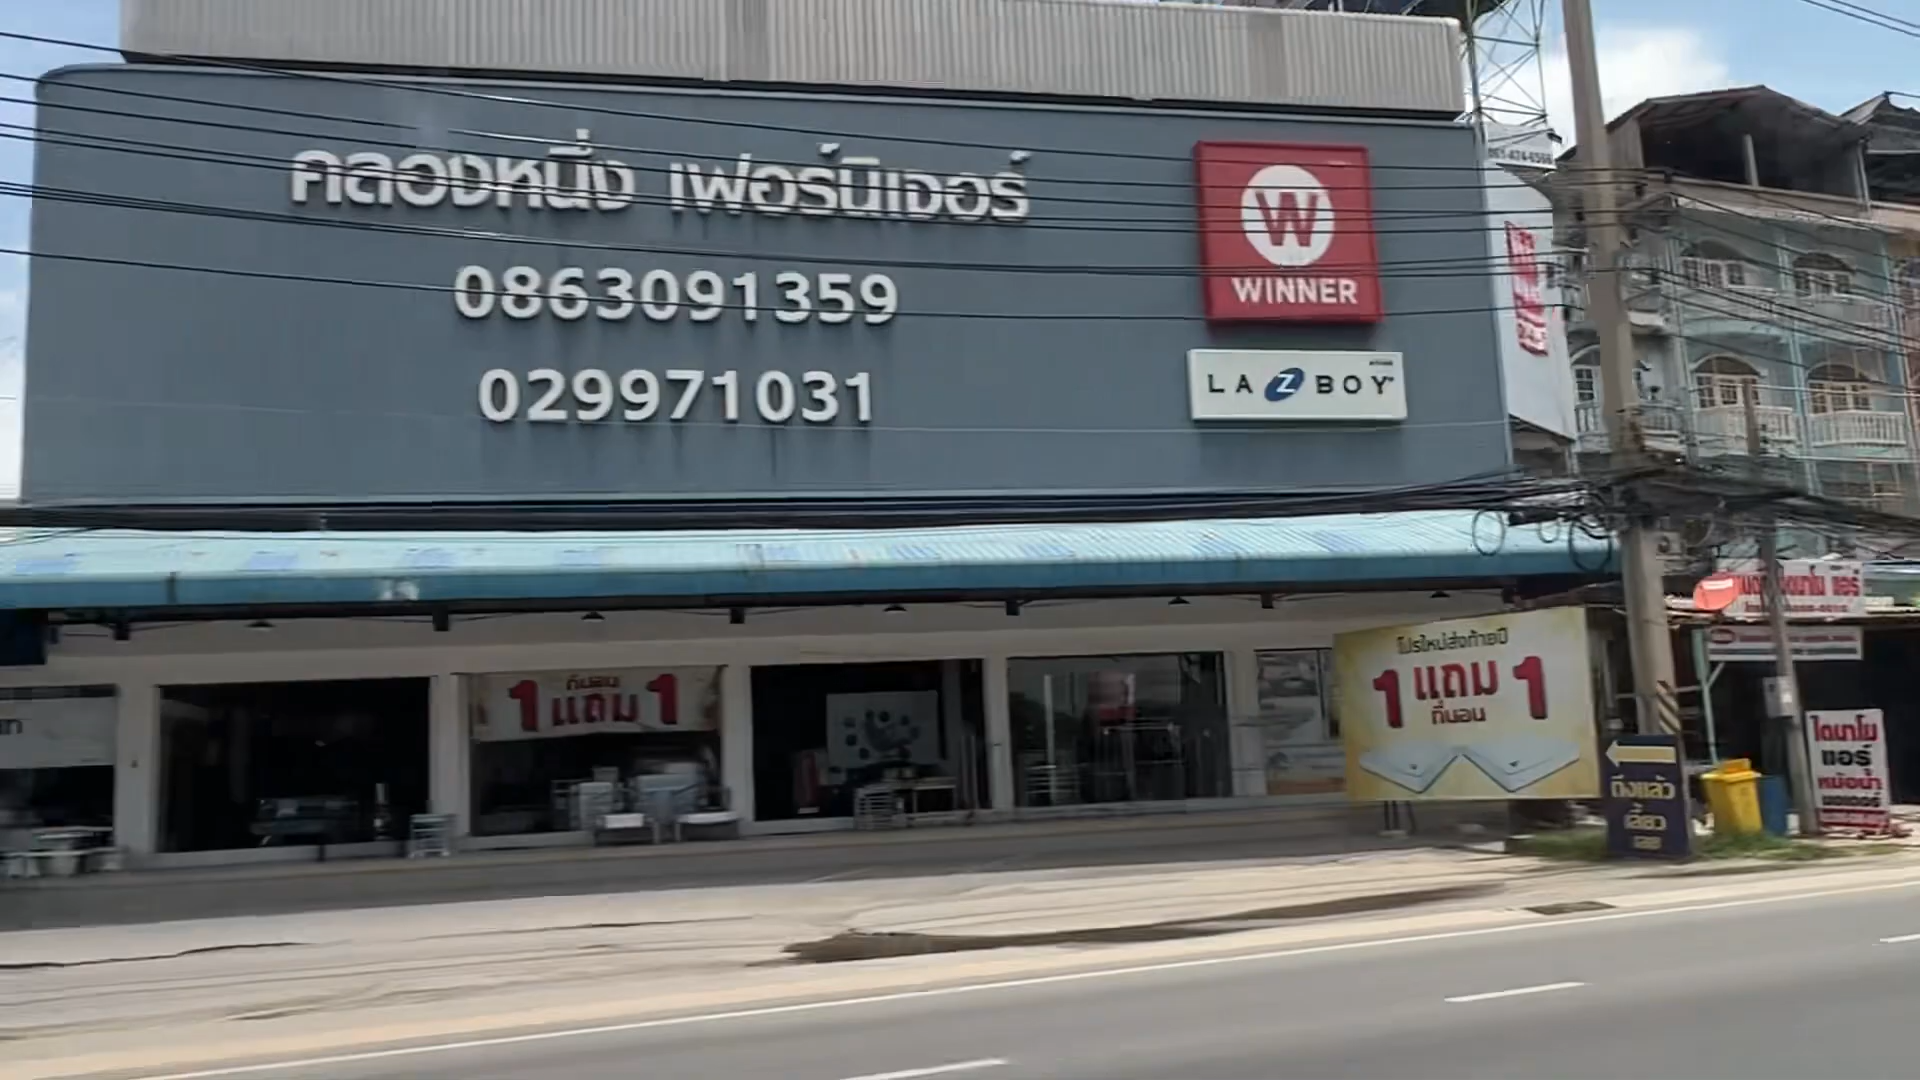 คลองหนึ่ง เฟอร์นิเจอร์
0863091359
029971031
W
WINNER
LA Z BOY
ที่นอน
1 แถม 1
โปรใหม่ส่งท้ายปี
1 แถม 1
ที่นอน
ถึงแล้ว
เลี้ยว
เลย
ไดนาโม
แอร์
หม้อน้ำ